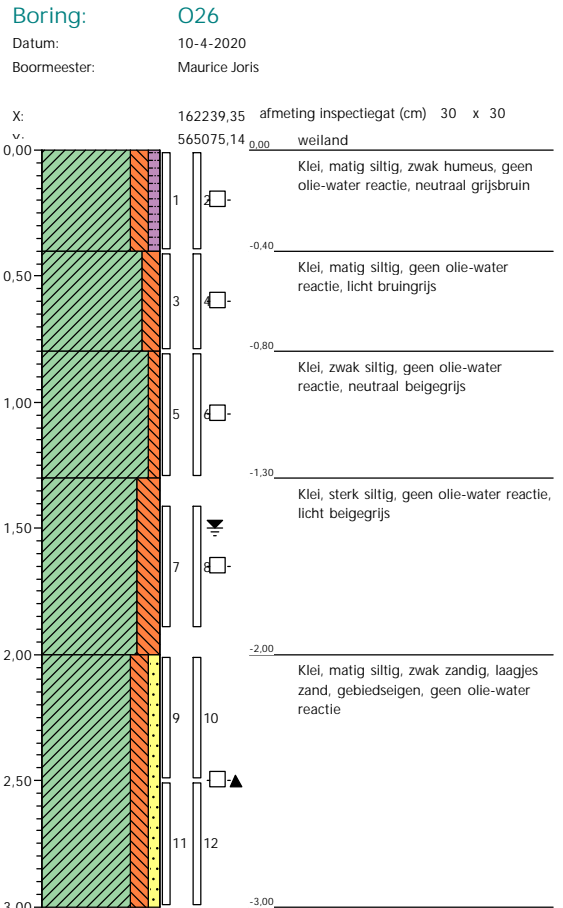 Boring: O26
Datum: 10-4-2020
Boormeester: Maurice Joris
X: 162239,35 afmeting inspectiegat (cm) 30 x 30
565075,14 weiland
0,00 0,00
Klei, matig siltig, zwak humeus, geen
olie-water reactie, neutraal grijsbruin
1 2
-0,40
Klei, matig siltig, geen olie-water
0,50
reactie, licht bruingrijs
3 4
-0,80
Klei, zwak siltig, geen olie-water
reactie, neutraal beigegrijs
1,00
5 6
-1,30
Klei, sterk siltig, geen olie-water reactie,
licht beigegrijs
1,50
7 8
2,00 -2,00
Klei, matig siltig, zwak zandig, laagjes
zand, gebiedseigen, geen olie-water
reactie
9 10
2,50
11 12
3,00 -3,00